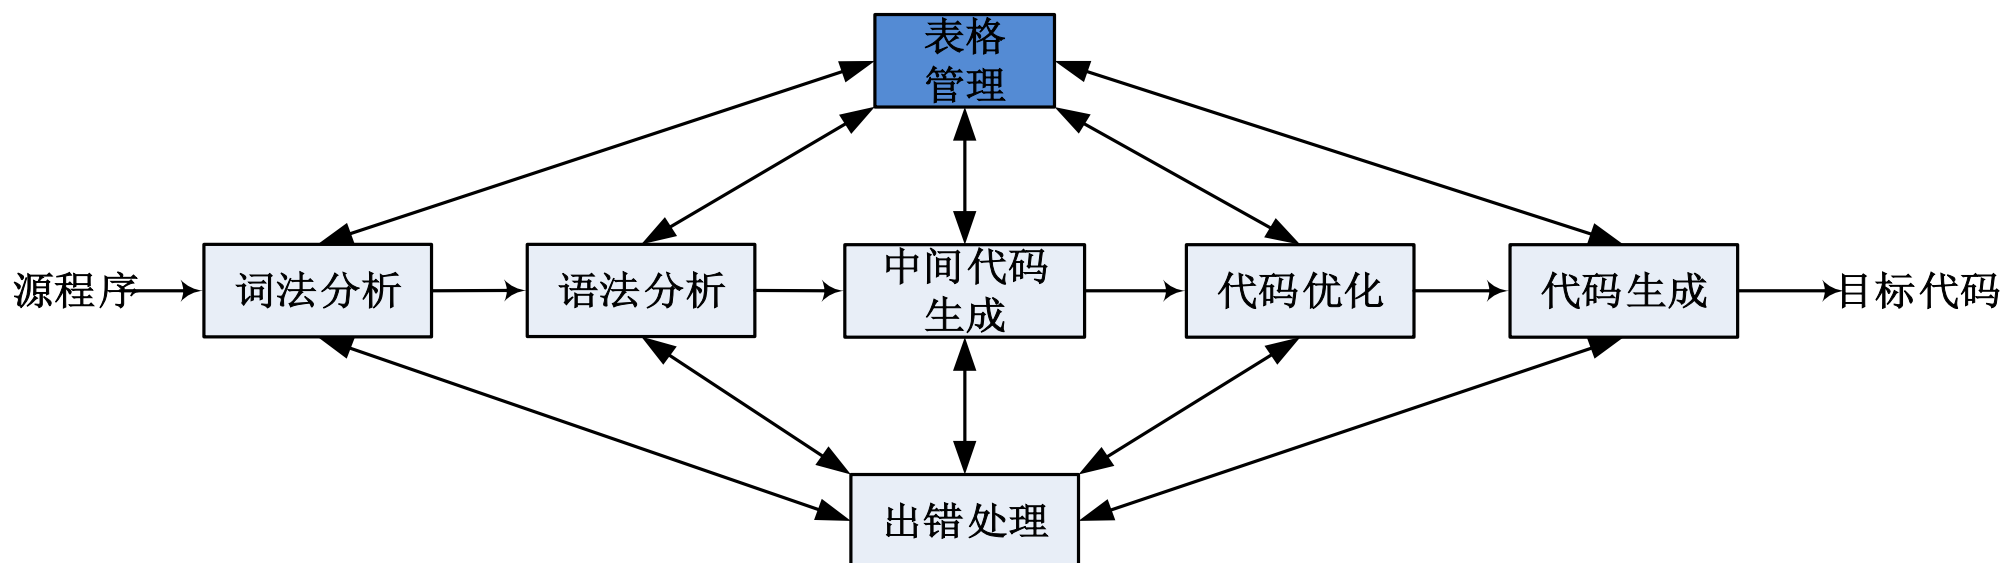 表格
管理
源程序
词法分析
语法分析
中间代码
生成
代码优化
代码生成
目标代码
出错处理